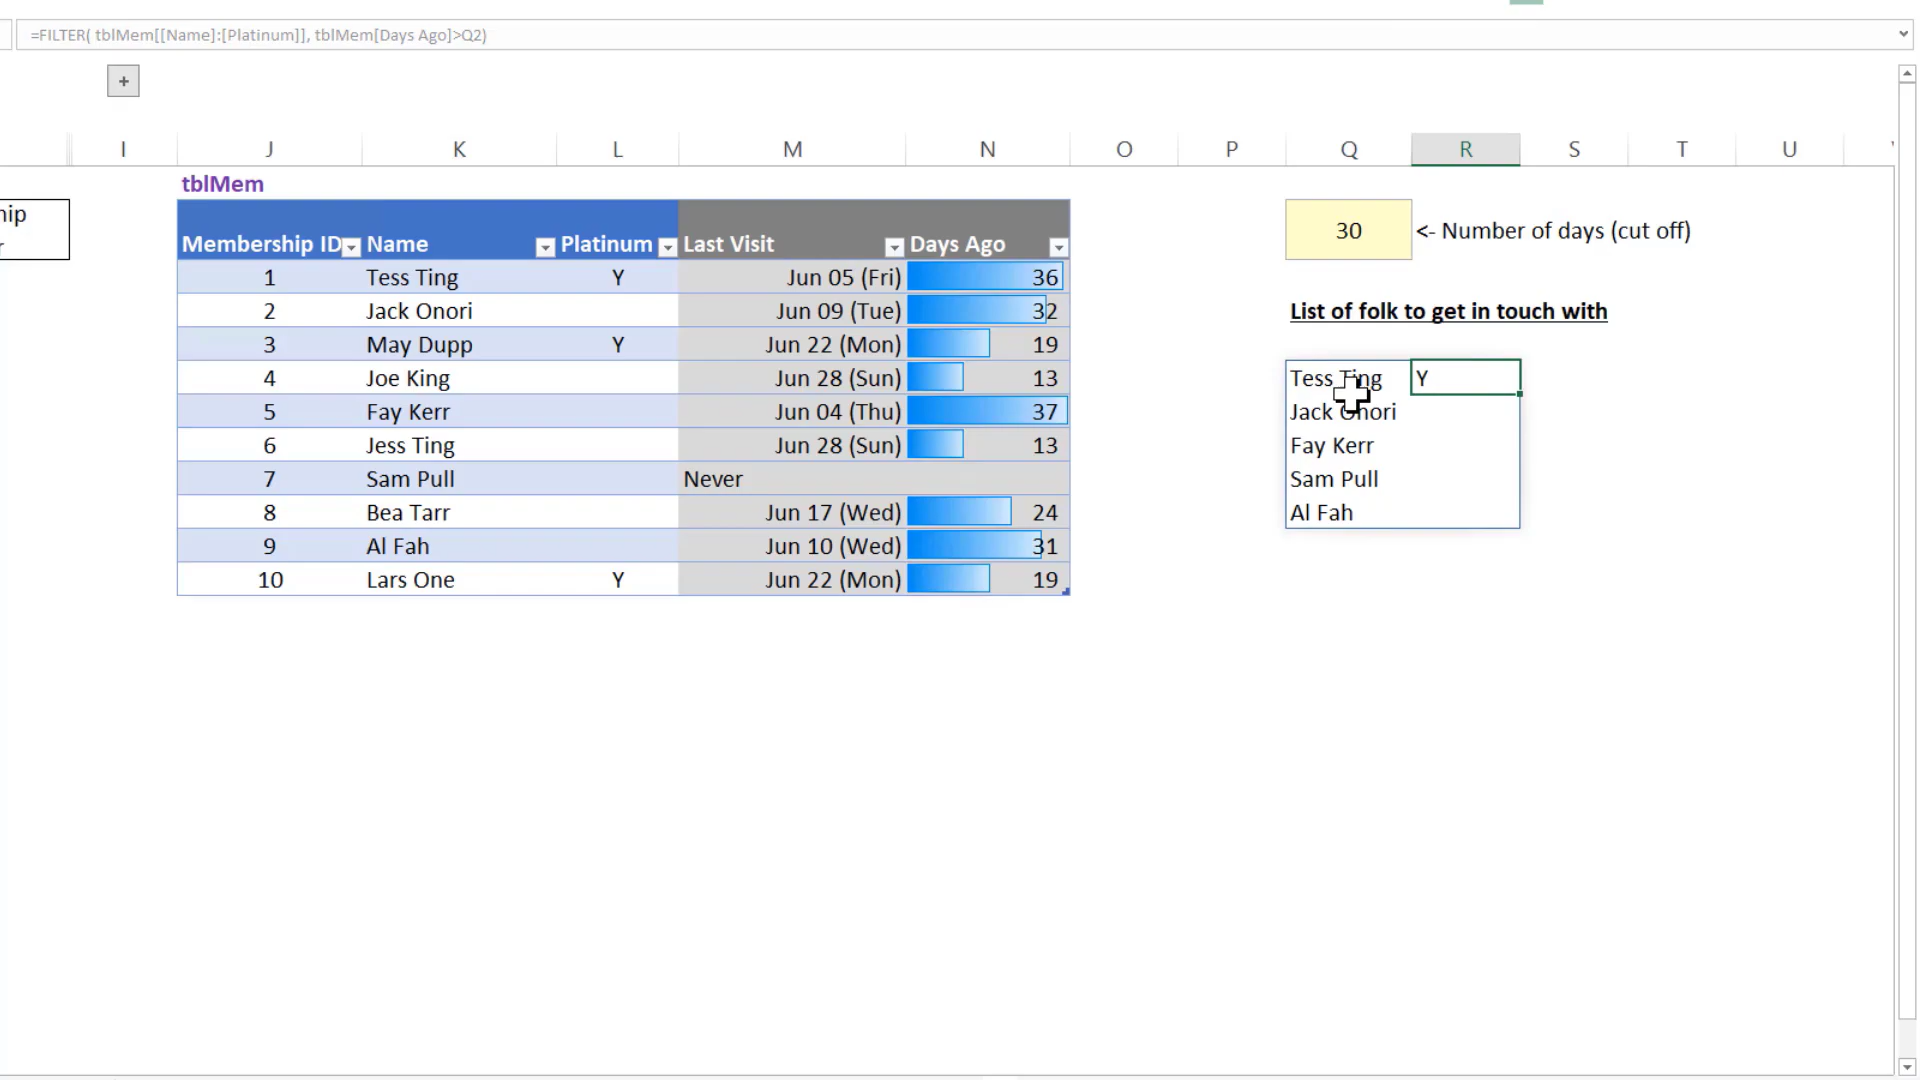 =FILTER( tblMem[[Name]:[Platinum]], tblMem[Days Ago]>Q2)
+
I J K L M N O P Q R S T U
tblMem
30 <- Number of days (cut off)
Membership ID Name Platinum Last Visit Days Ago
1 Tess Ting Y Jun 05 (Fri) 36
2 Jack Onori Jun 09 (Tue) 32
3 May Dupp Y Jun 22 (Mon) 19
4 Joe King Jun 28 (Sun) 13
5 Fay Kerr Jun 04 (Thu) 37
6 Jess Ting Jun 28 (Sun) 13
7 Sam Pull Never
8 Bea Tarr Jun 17 (Wed) 24
9 Al Fah Jun 10 (Wed) 31
10 Lars One Y Jun 22 (Mon) 19
List of folk to get in touch with
Tess Ting Y
Jack Onori
Fay Kerr
Sam Pull
Al Fah